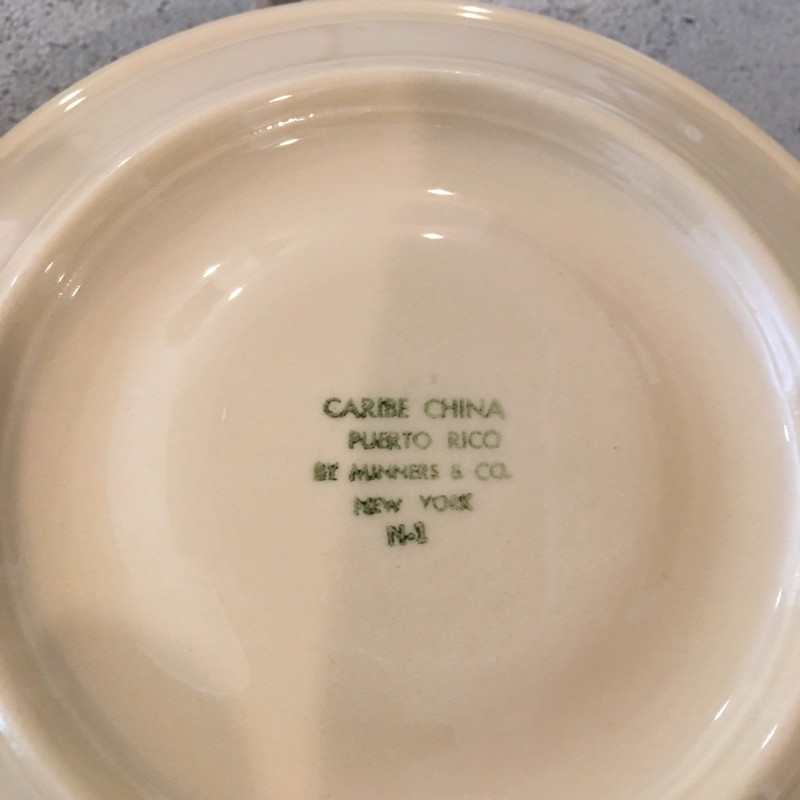 CARIBE CHINA
PUERTO RICO
BY MINNERS & CO.
NEW YORK
N-1